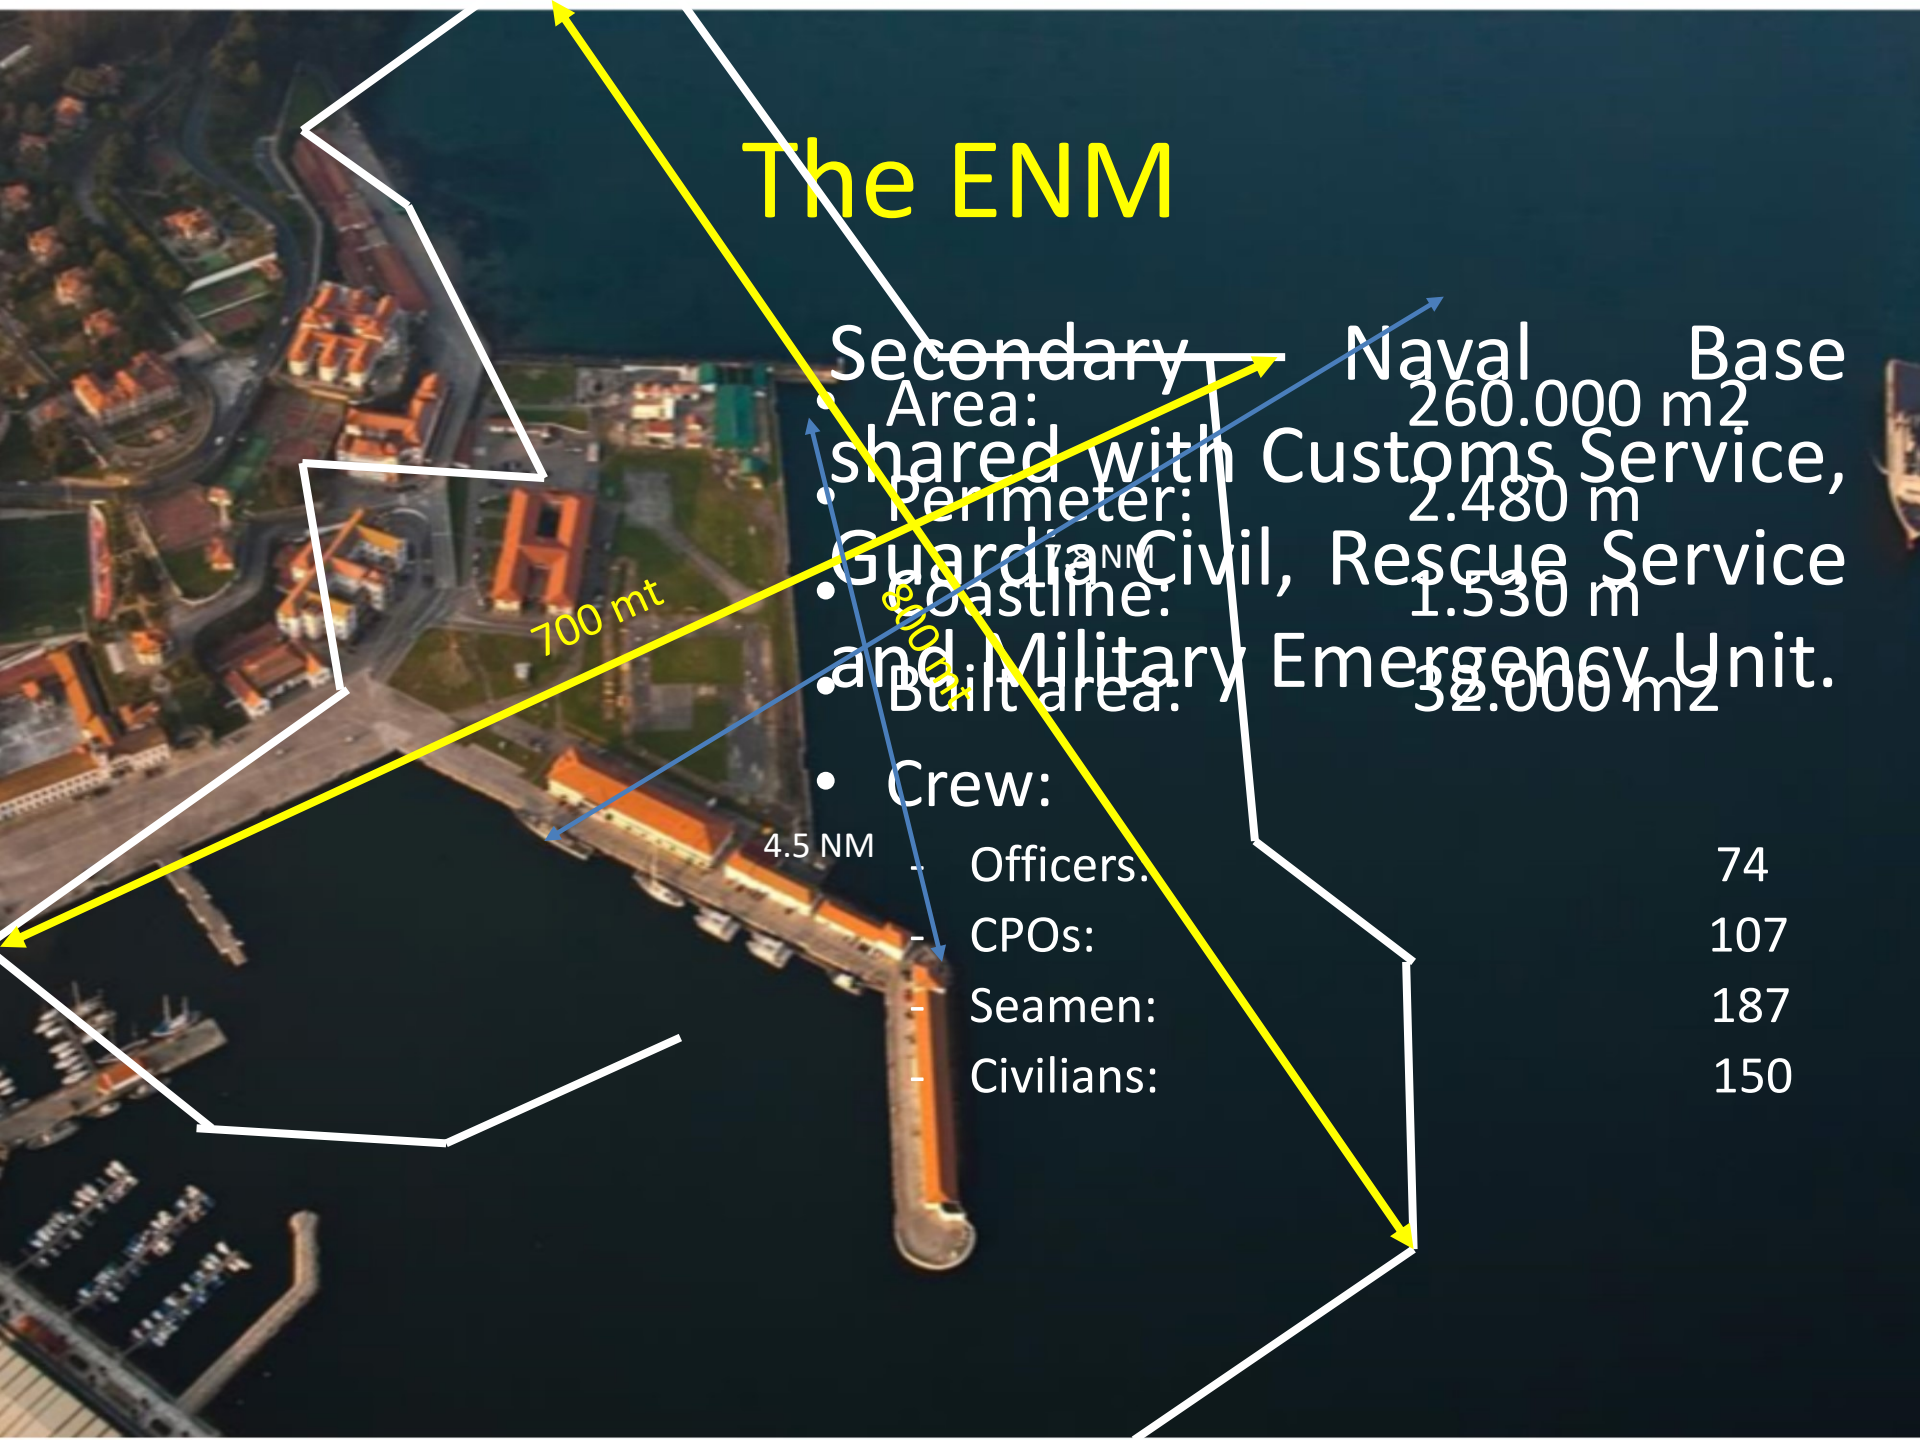 The ENM
Secondary Naval Base
shared with Customs Service,
Guardia Civil, Rescue Service
and Military Emergency Unit.
• Area: 260.000 m2
• Perimeter: 2.480 m
• Coastline: 1.530 m
• Built area: 32.000 m2
• Crew:
- Officers: 74
- CPOs: 107
- Seamen: 187
- Civilians: 150
700 mt
800 mt
NM
4.5 NM